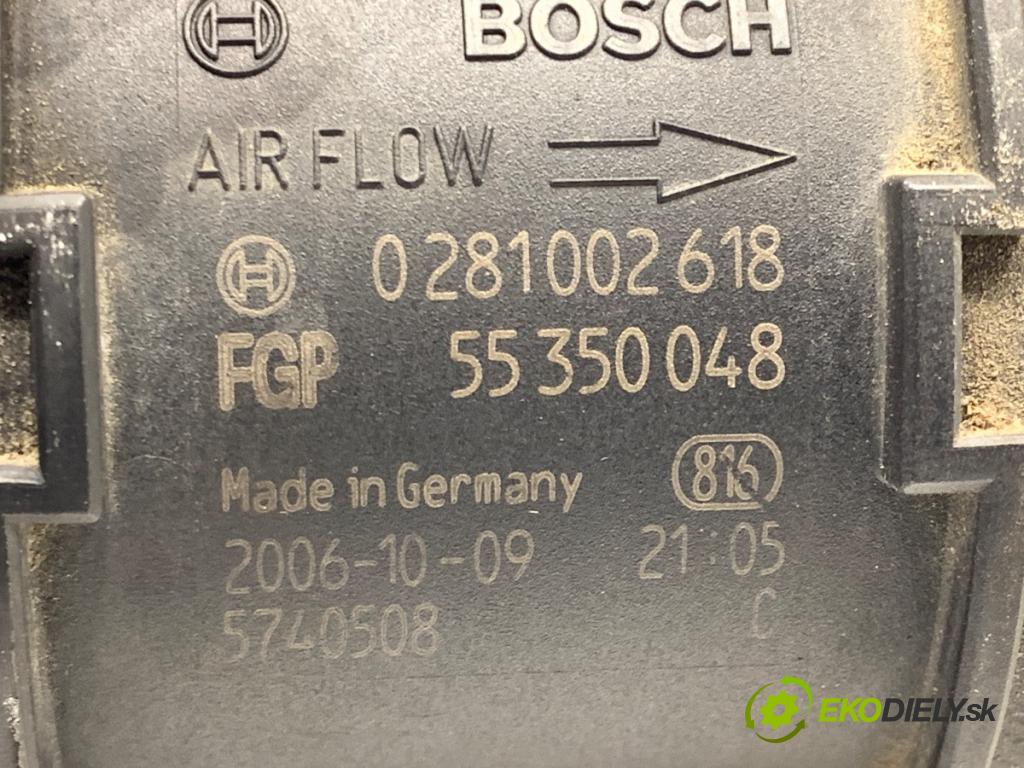 BOSCH
AIR FLOW
0 281 002 618
FGP 55 350 048
Made in Germany 816
2006-10-09 21:05
5740508 C
EKODIELY.sk